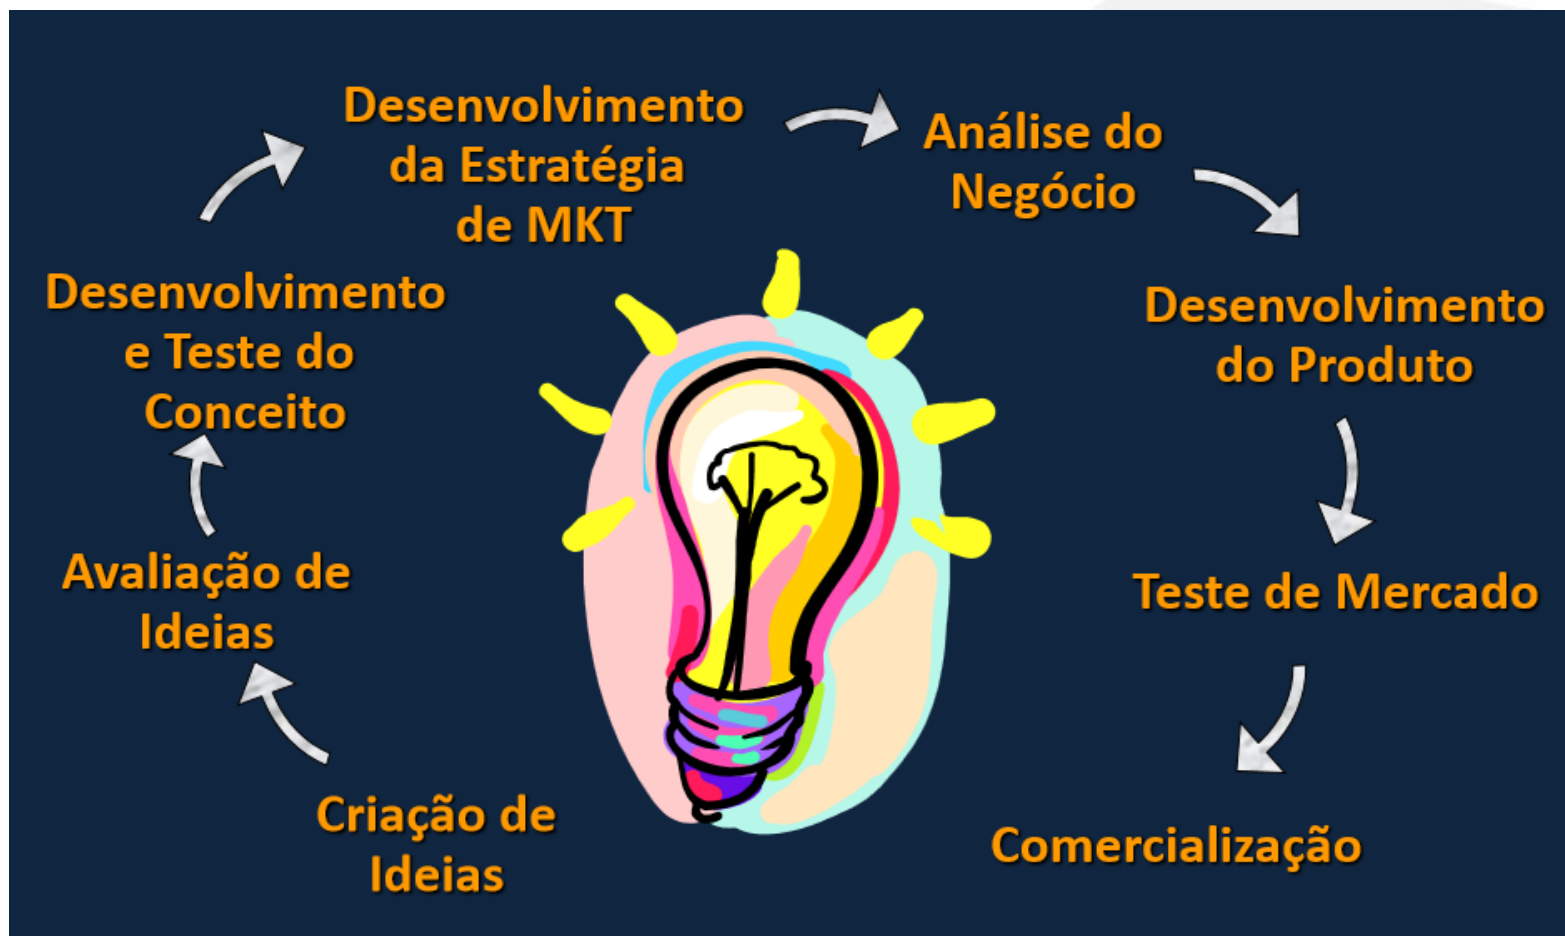 Desenvolvimento
da Estratégia
de MKT
Análise do
Negócio
Desenvolvimento
e Teste do
Conceito
Desenvolvimento
do Produto
Avaliação de
Ideias
Teste de Mercado
Criação de
Ideias
Comercialização